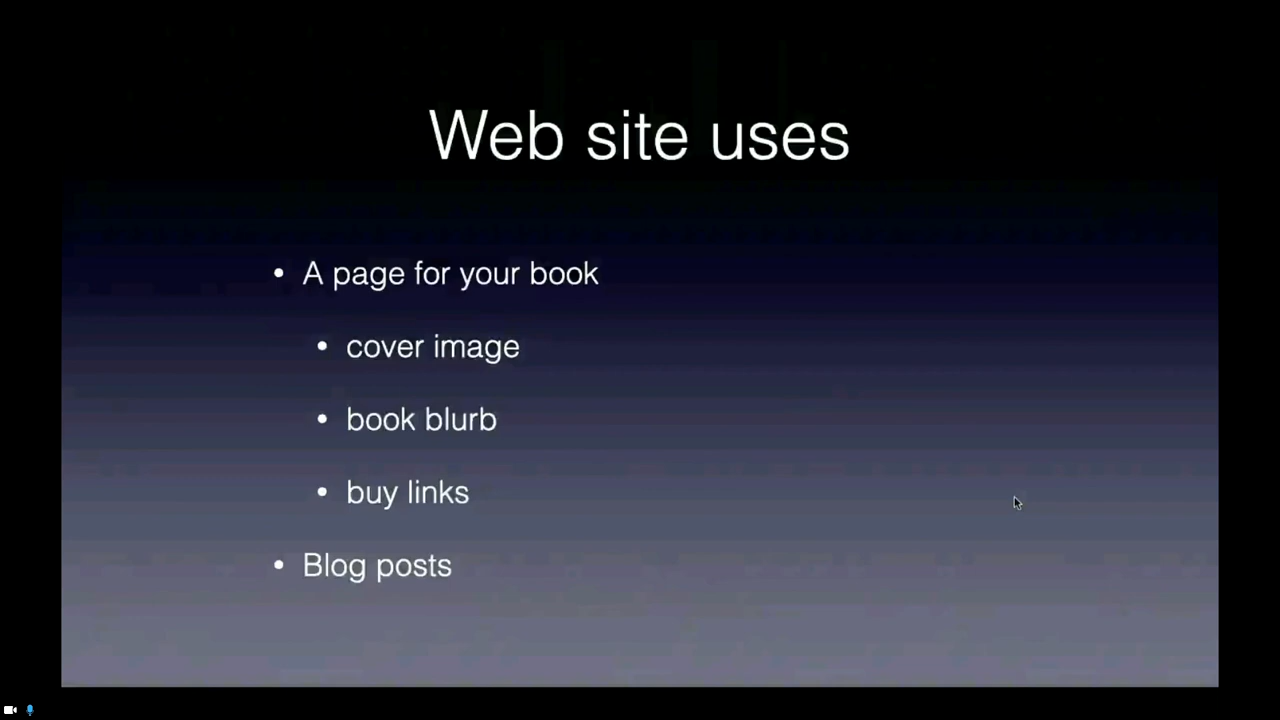 Web site uses
• A page for your book
• cover image
• book blurb
• buy links
• Blog posts